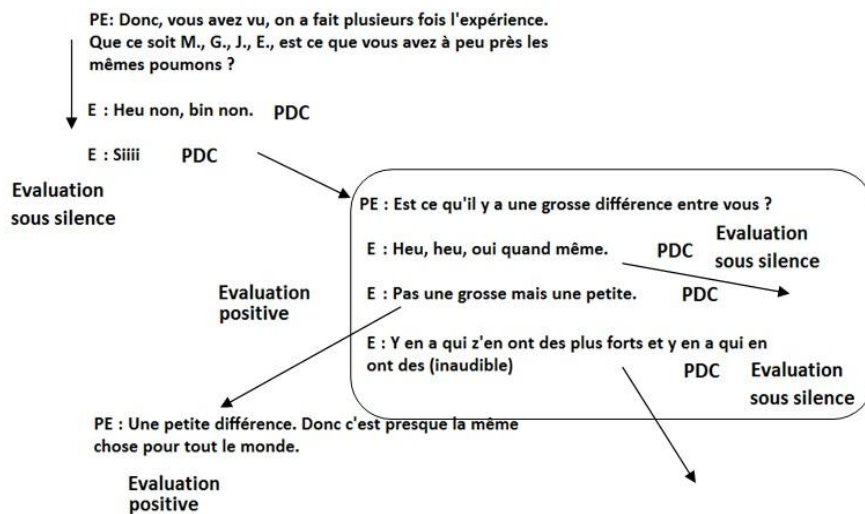 PE: Donc, vous avez vu, on a fait plusieurs fois l'expérience.
Que ce soit M., G., J., E., est ce que vous avez à peu près les
mêmes poumons ?
E : Heu non, bin non. PDC
E : Siiii PDC
Evaluation
sous silence
PE : Est ce qu'il y a une grosse différence entre vous ?
E : Heu, heu, oui quand même. PDC
Evaluation
sous silence
E : Pas une grosse mais une petite. PDC
Evaluation
positive
E : Y en a qui z'en ont des plus forts et y en a qui en
ont des (inaudible)
PDC
Evaluation
sous silence
PE : Une petite différence. Donc c'est presque la même
chose pour tout le monde.
Evaluation
positive